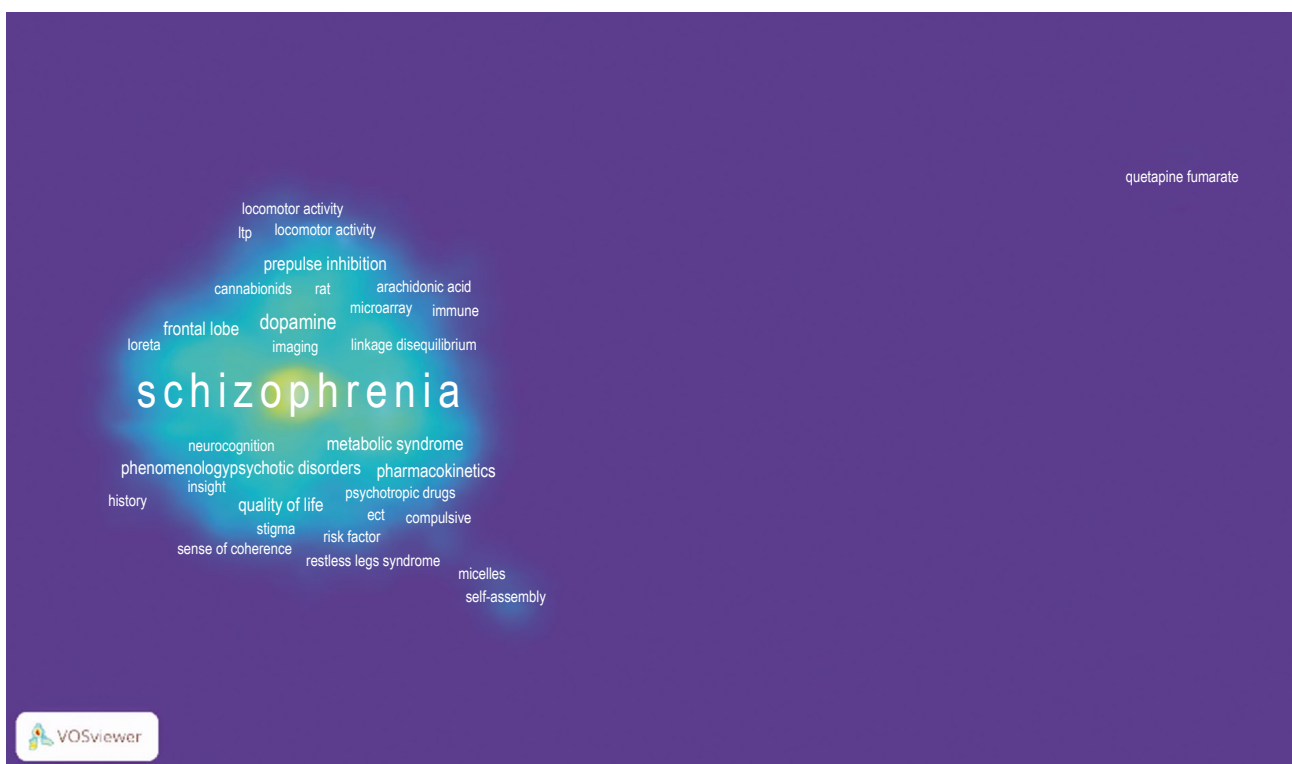 quetapine fumarate
locomotor activity
ltp locomotor activity
prepulse inhibition
cannabionids rat arachidonic acid
microarray immune
frontal lobe dopamine
loreta imaging linkage disequilibrium
schizophrenia
neurocognition metabolic syndrome
phenomenologypsychotic disorders pharmacokinetics
insight psychotropic drugs
history quality of life
ect compulsive
stigma risk factor
sense of coherence
restless legs syndrome
micelles
self-assembly
VOSviewer